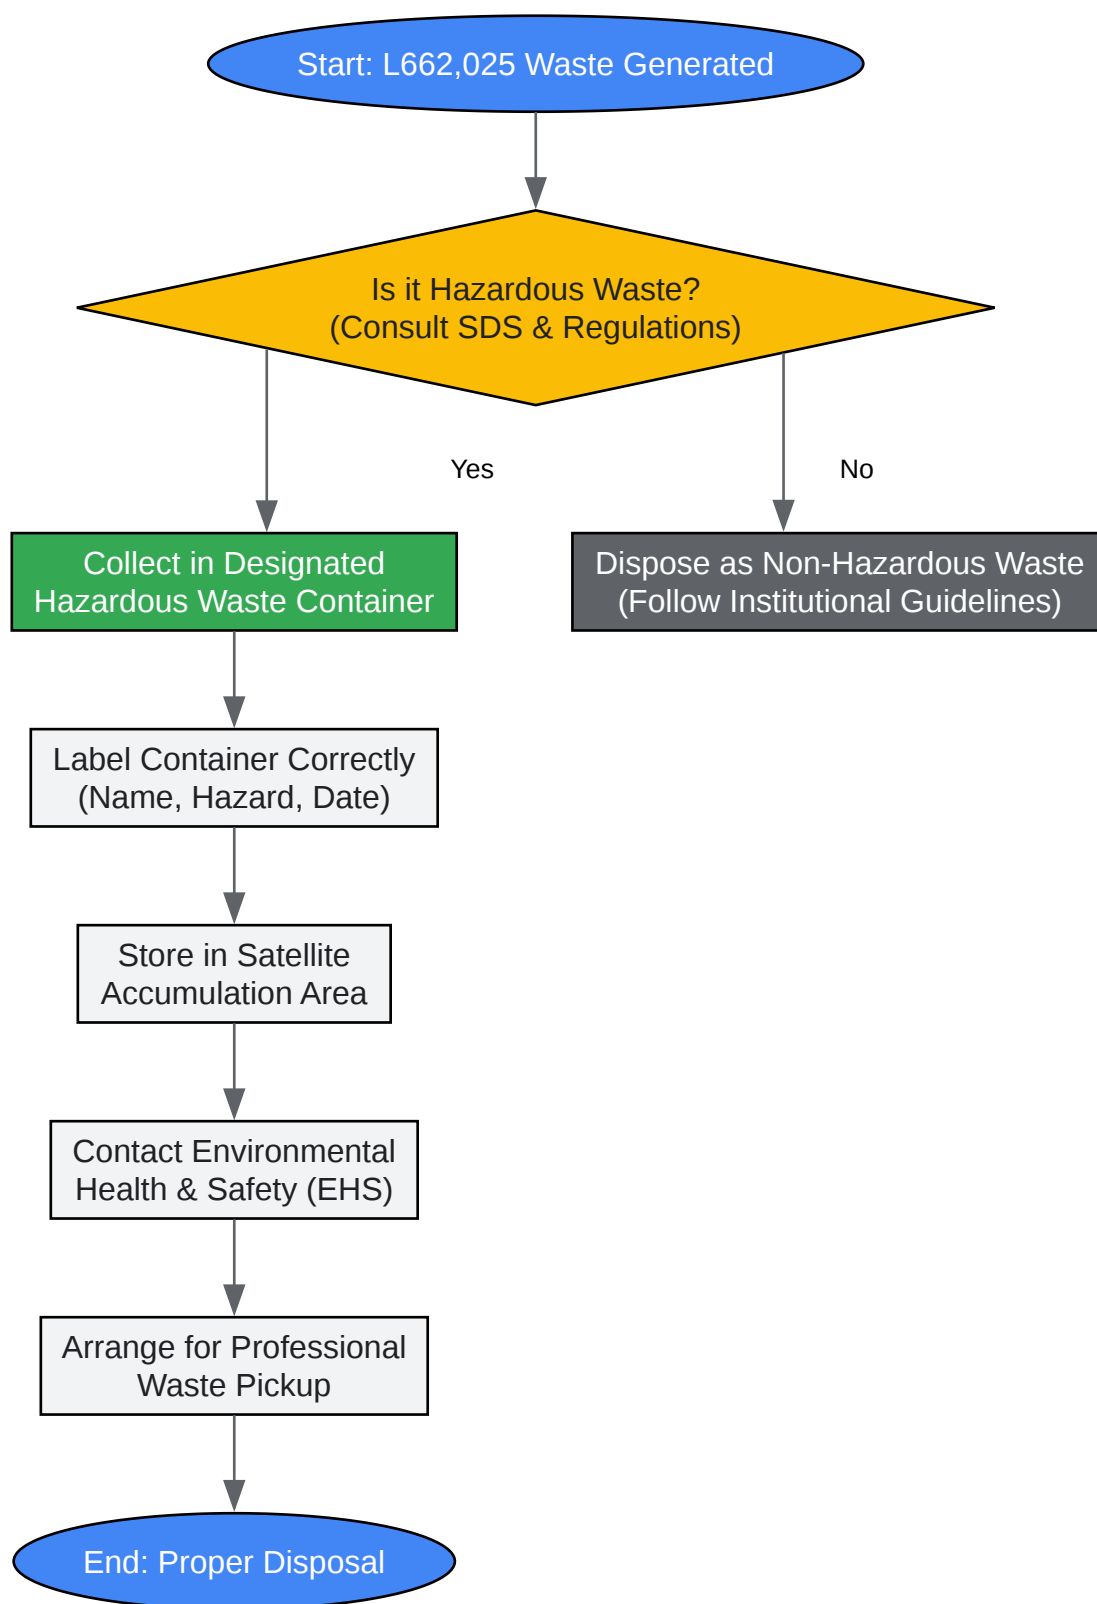 Start: L662,025 Waste Generated
Is it Hazardous Waste?
(Consult SDS & Regulations)
Yes
No
Collect in Designated
Hazardous Waste Container
Dispose as Non-Hazardous Waste
(Follow Institutional Guidelines)
Label Container Correctly
(Name, Hazard, Date)
Store in Satellite
Accumulation Area
Contact Environmental
Health & Safety (EHS)
Arrange for Professional
Waste Pickup
End: Proper Disposal